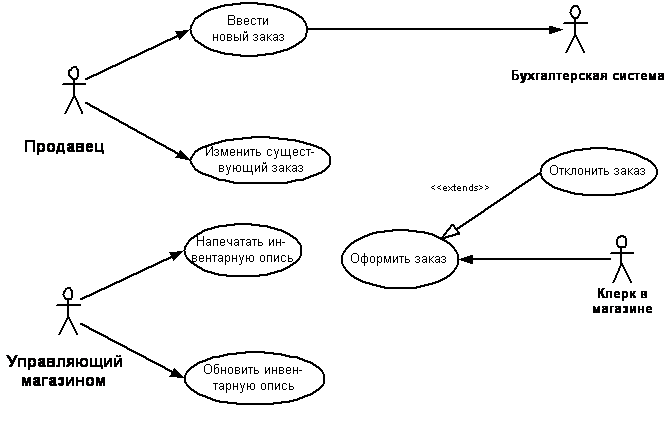 Ввести
новый заказ
Бухгалтерская система
Продавец
Изменить сущест-
вующий заказ
Отклонить заказ
<<extends>>
Напечатать ин-
вентарную опись
Оформить заказ
Клерк в
магазине
Управляющий
магазином
Обновить инвен-
тарную опись